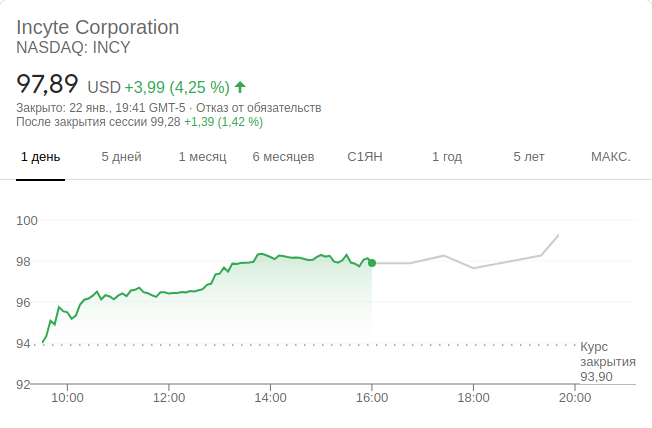 Incyte Corporation
NASDAQ: INCY
97,89 USD +3,99 (4,25 %)
Закрыто: 22 янв., 19:41 GMT-5 · Отказ от обязательств
После закрытия сессии 99,28 +1,39 (1,42 %)
1 день 5 дней 1 месяц 6 месяцев С1ЯН 1 год 5 лет МАКС.
100
98
96
94
Курс
закрытия
93,90
92
10:00 12:00 14:00 16:00 18:00 20:00